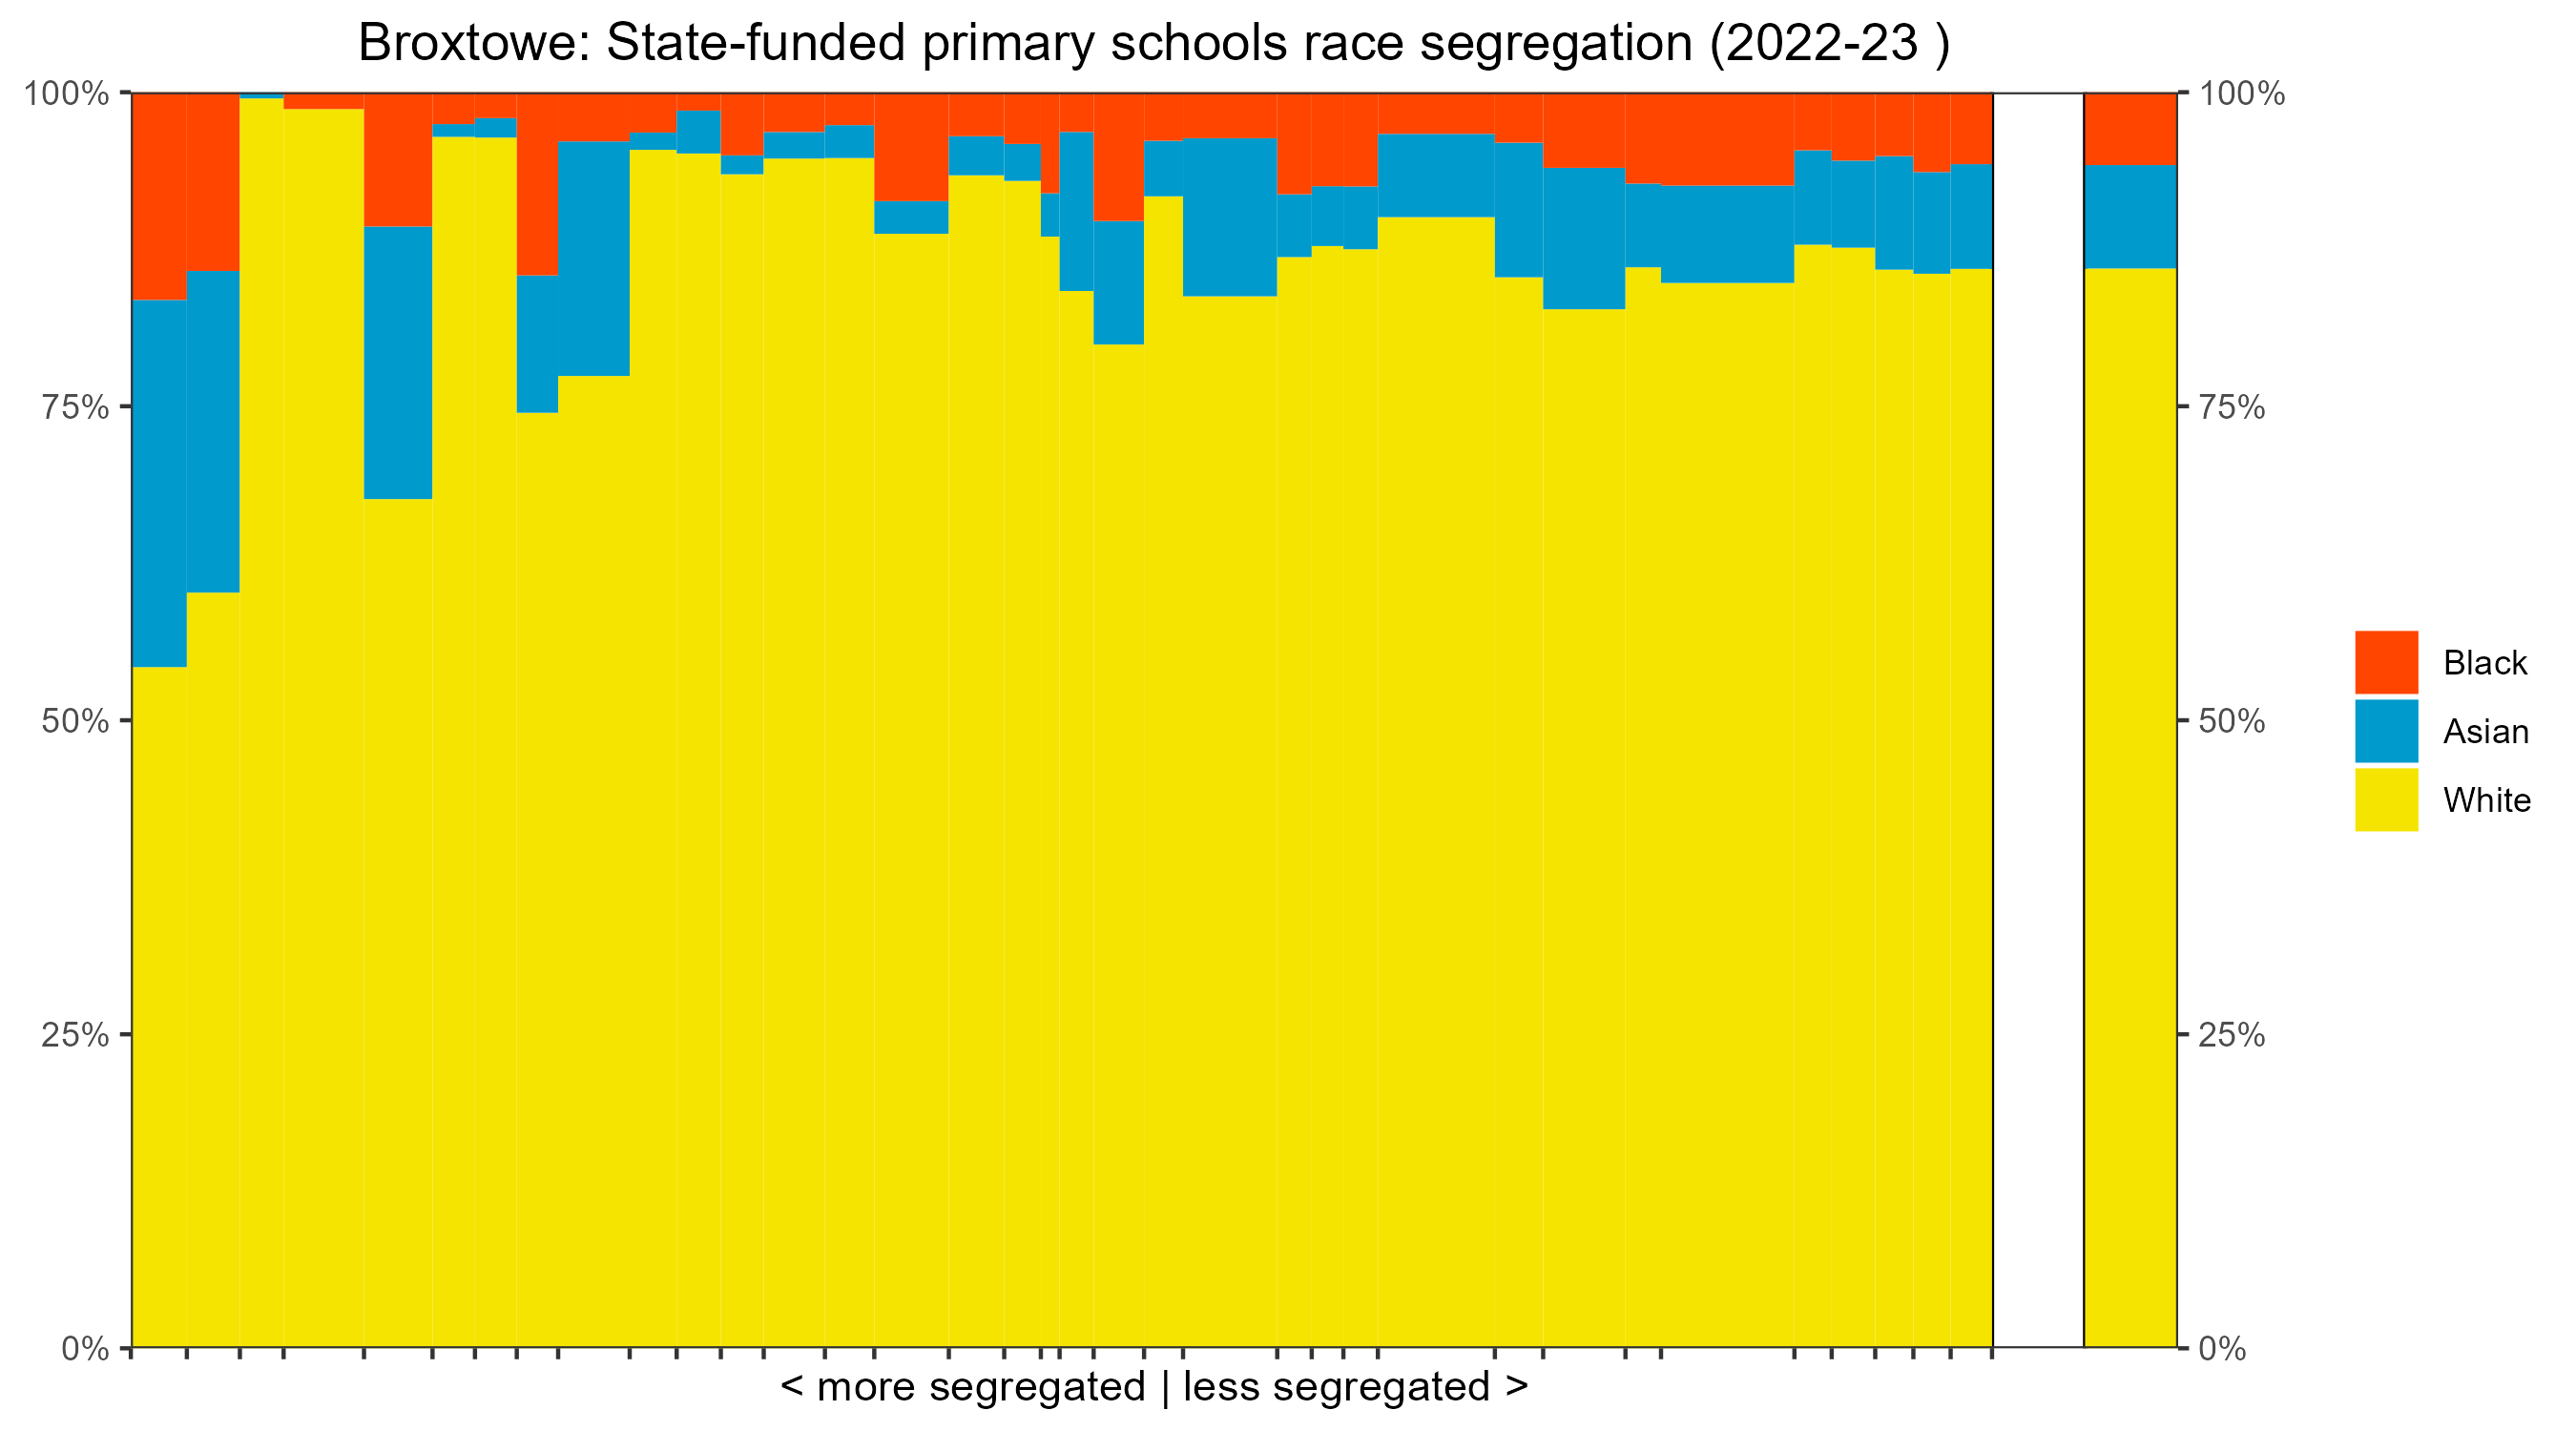 Broxtowe: State-funded primary schools race segregation (2022-23 )
100%
75%
50%
25%
0%
100%
75%
50%
25%
0%
Black
Asian
White
< more segregated | less segregated >